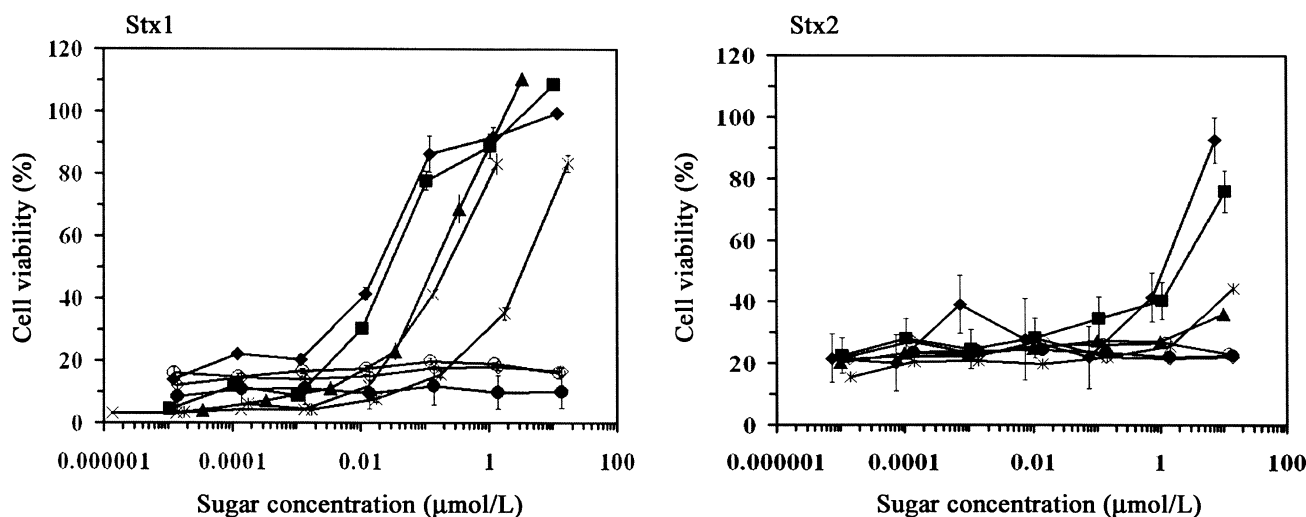 Stx1
120
100
80
60
40
20
0
Cell viability (%)
0.000001 0.0001 0.01 1 100
Sugar concentration (μmol/L)
Stx2
120
100
80
60
40
20
0
Cell viability (%)
0.000001 0.0001 0.01 1 100
Sugar concentration (μmol/L)